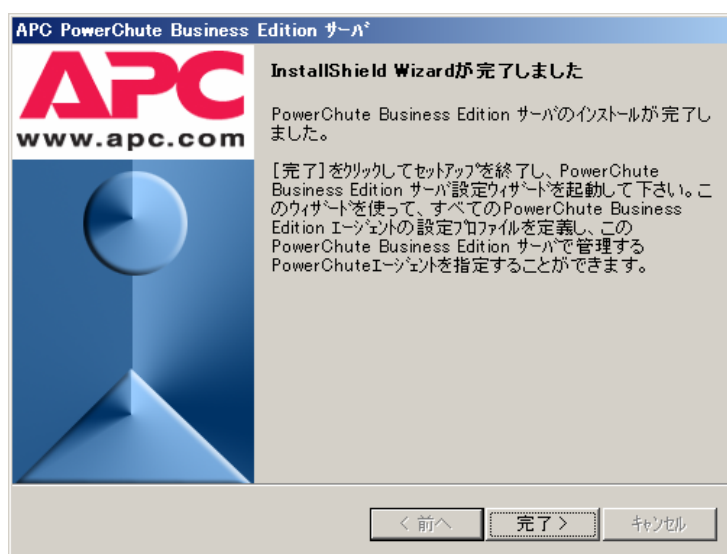 APC PowerChute Business Edition サーバ
APC
www.apc.com
InstallShield Wizardが完了しました
PowerChute Business Edition サーバのインストールが完了し
ました。
[完了]をクリックしてセットアップを終了し、PowerChute
Business Edition サーバ設定ウィザードを起動して下さい。こ
のウィザードを使って、すべてのPowerChute Business
Edition エージェントの設定プロファイルを定義し、この
PowerChute Business Edition サーバで管理する
PowerChuteエージェントを指定することができます。
< 前へ 完了 > キャンセル